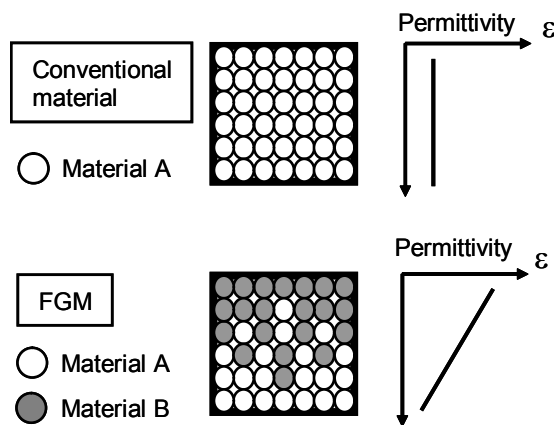 Conventional
material
Material A
Permittivity
ε
FGM
Material A
Material B
Permittivity
ε